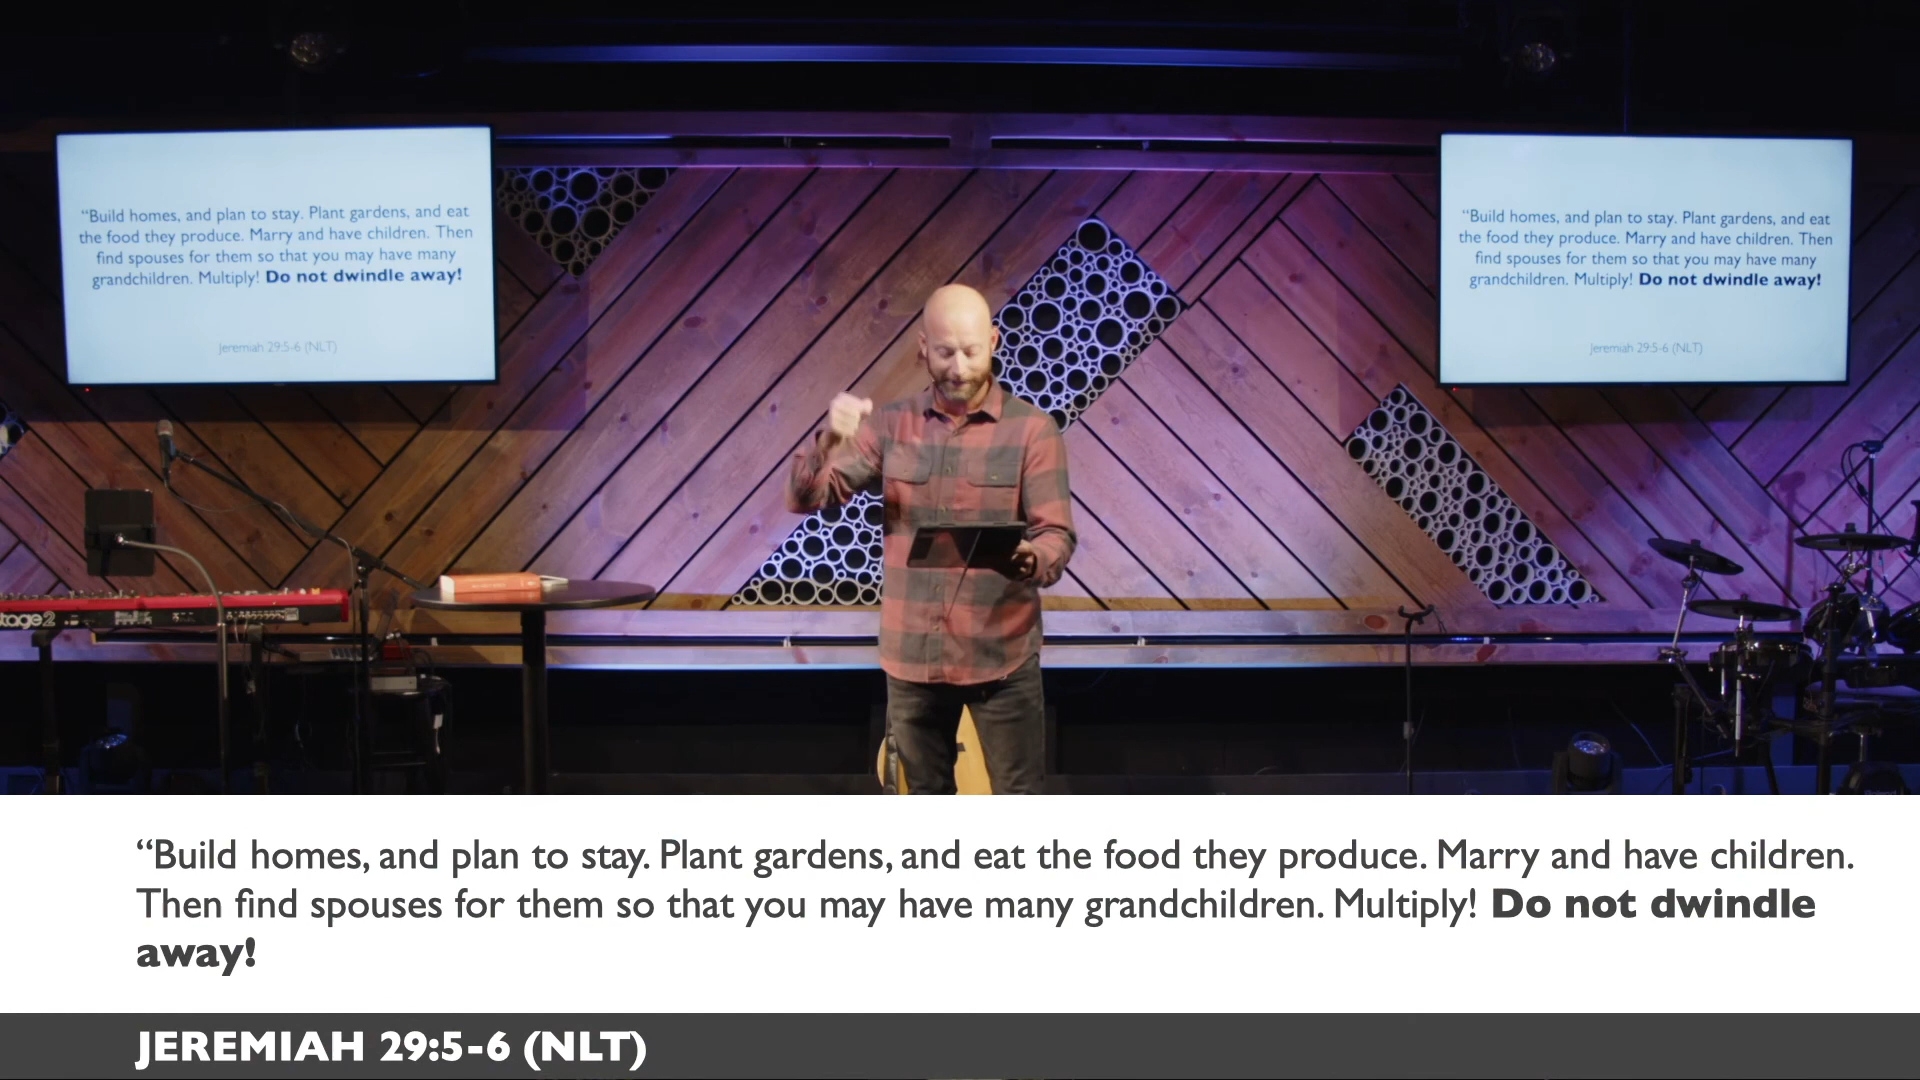 “Build homes, and plan to stay. Plant gardens, and eat
the food they produce. Marry and have children. Then
find spouses for them so that you may have many
grandchildren. Multiply! Do not dwindle away!
Jeremiah 29:5-6 (NLT)
“Build homes, and plan to stay. Plant gardens, and eat
the food they produce. Marry and have children. Then
find spouses for them so that you may have many
grandchildren. Multiply! Do not dwindle away!
Jeremiah 29:5-6 (NLT)
tage2
“Build homes, and plan to stay. Plant gardens, and eat the food they produce. Marry and have children.
Then find spouses for them so that you may have many grandchildren. Multiply! Do not dwindle
away!
JEREMIAH 29:5-6 (NLT)